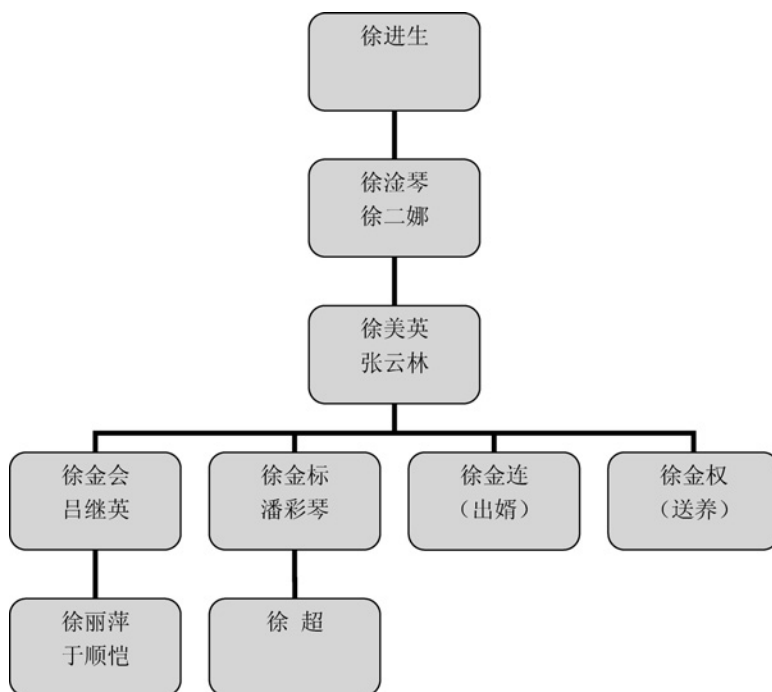 徐进生
徐淦琴
徐二娜
徐美英
张云林
徐金会
吕继英
徐金标
潘彩琴
徐金连
（出婿）
徐金权
（送养）
徐丽萍
于顺恺
徐 超